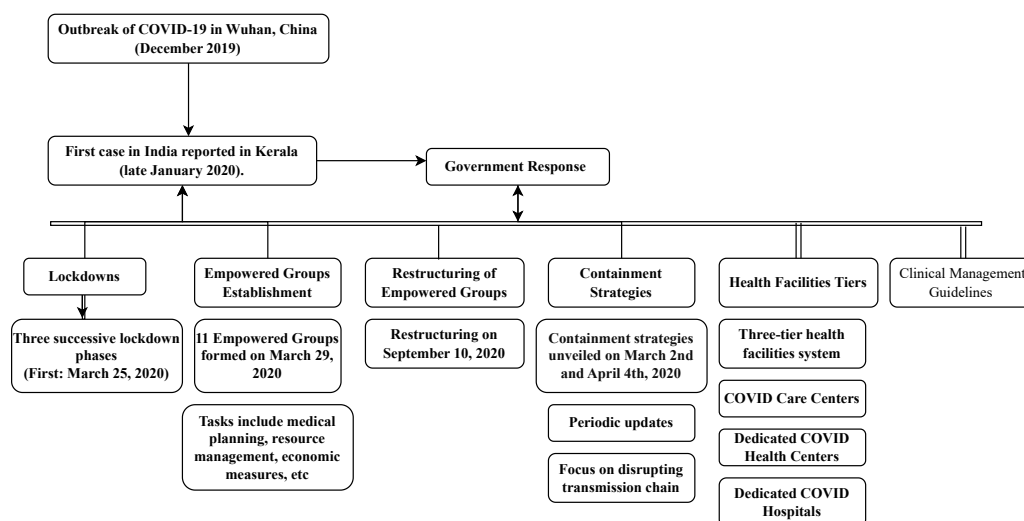 Outbreak of COVID-19 in Wuhan, China
(December 2019)
First case in India reported in Kerala
(late January 2020).
Government Response
Lockdowns
Three successive lockdown
phases
(First: March 25, 2020)
Empowered Groups
Establishment
11 Empowered Groups
formed on March 29,
2020
Tasks include medical
planning, resource
management, economic
measures, etc
Restructuring of
Empowered Groups
Restructuring on
September 10, 2020
Containment
Strategies
Containment strategies
unveiled on March 2nd
and April 4th, 2020
Periodic updates
Focus on disrupting
transmission chain
Health Facilities Tiers
Three-tier health
facilities system
COVID Care Centers
Dedicated COVID
Health Centers
Dedicated COVID
Hospitals
Clinical Management
Guidelines